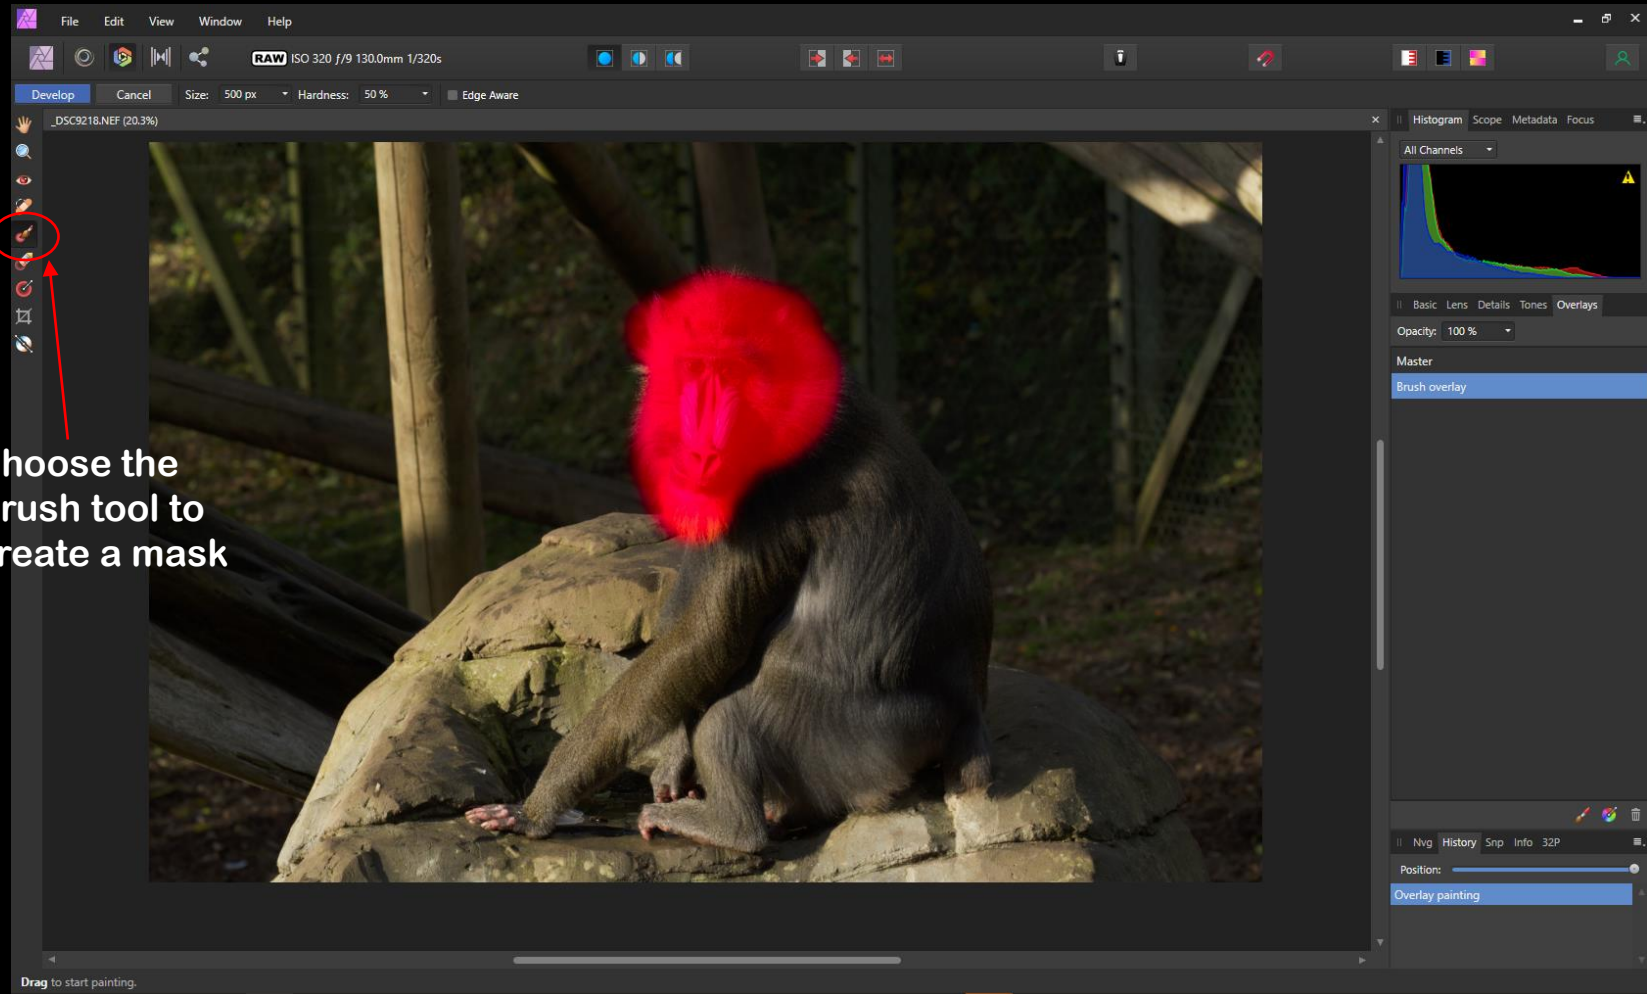 File Edit View Window Help
RAW ISO 320 ƒ/9 130.0mm 1/320s
Develop Cancel Size: 500 px Hardness: 50 % Edge Aware
_DSC9218.NEF (20.3%)
Histogram Scope Metadata Focus
All Channels
Basic Lens Details Tones Overlays
Opacity: 100 %
Master
Brush overlay
hoose the
rush tool to
reate a mask
Nvg History Snp Info 32P
Position:
Overlay painting
Drag to start painting.